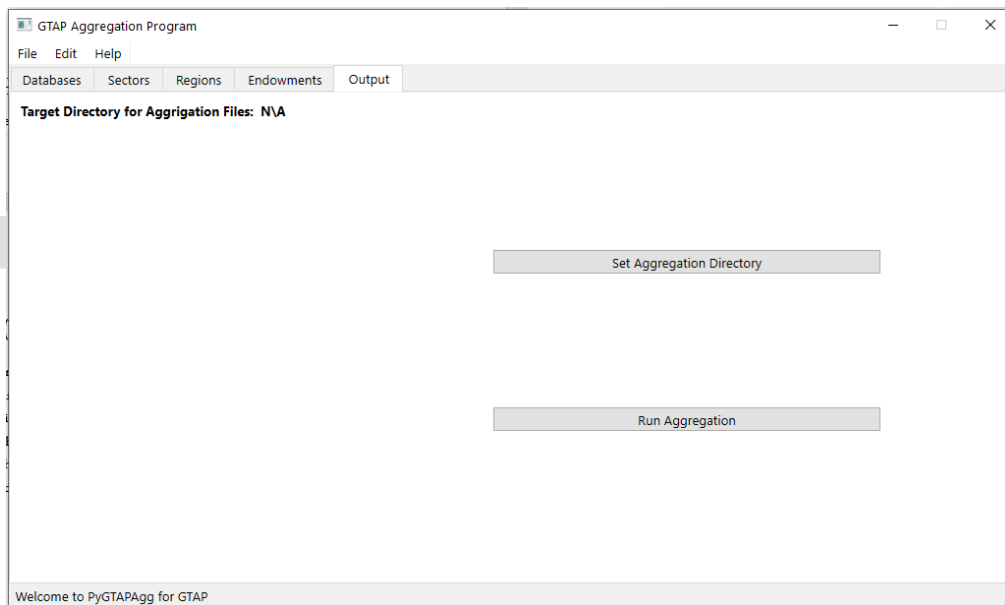 GTAP Aggregation Program
File Edit Help
Databases Sectors Regions Endowments Output
Target Directory for Aggrigation Files: N\A
Set Aggregation Directory
Run Aggregation
Welcome to PyGTAPAgg for GTAP